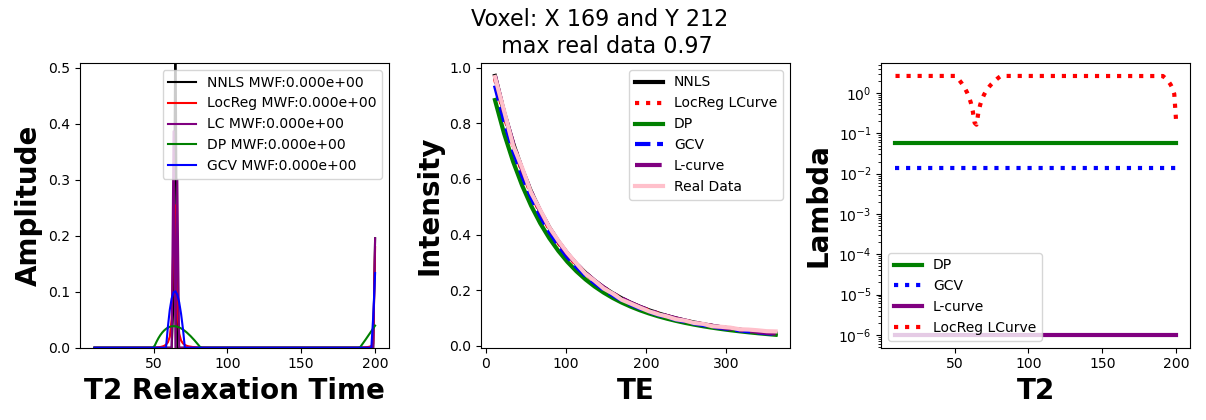 Voxel: X 169 and Y 212
max real data 0.97
Amplitude
0.5
0.4
0.3
0.2
0.1
0.0
50
100
150
200
T2 Relaxation Time
NNLS MWF:0.000e+00
LocReg MWF:0.000e+00
LC MWF:0.000e+00
DP MWF:0.000e+00
GCV MWF:0.000e+00
Intensity
1.0
0.8
0.6
0.4
0.2
0.0
0
100
200
300
TE
NNLS
LocReg LCurve
DP
GCV
L-curve
Real Data
Lambda
10⁰
10⁻¹
10⁻²
10⁻³
10⁻⁴
10⁻⁵
10⁻⁶
50
100
150
200
T2
DP
GCV
L-curve
LocReg LCurve